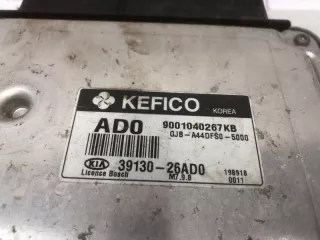 KEFICO KOREA
AD0 9001040267KB
GJB-A44DFS0-5000
KIA 39130-26AD0
Licence Bosch M7.9.8 198918
0011